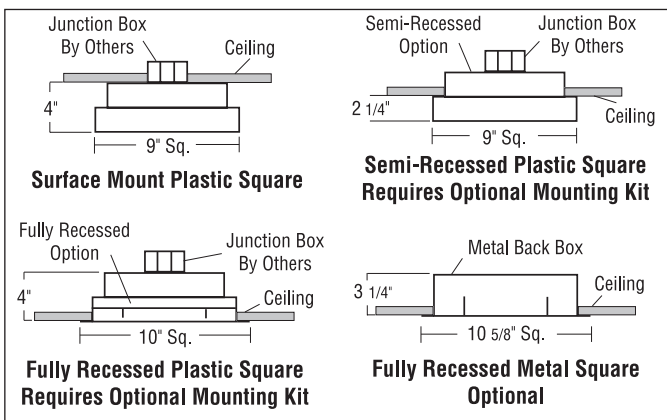 Junction Box
By Others
Ceiling
4"
9" Sq.
Surface Mount Plastic Square
Semi-Recessed
Option
Junction Box
By Others
2 1/4"
Ceiling
9" Sq.
Semi-Recessed Plastic Square
Requires Optional Mounting Kit
Fully Recessed
Option
Junction Box
By Others
4"
Ceiling
10" Sq.
Fully Recessed Plastic Square
Requires Optional Mounting Kit
Metal Back Box
3 1/4"
Ceiling
10 5/8" Sq.
Fully Recessed Metal Square
Optional